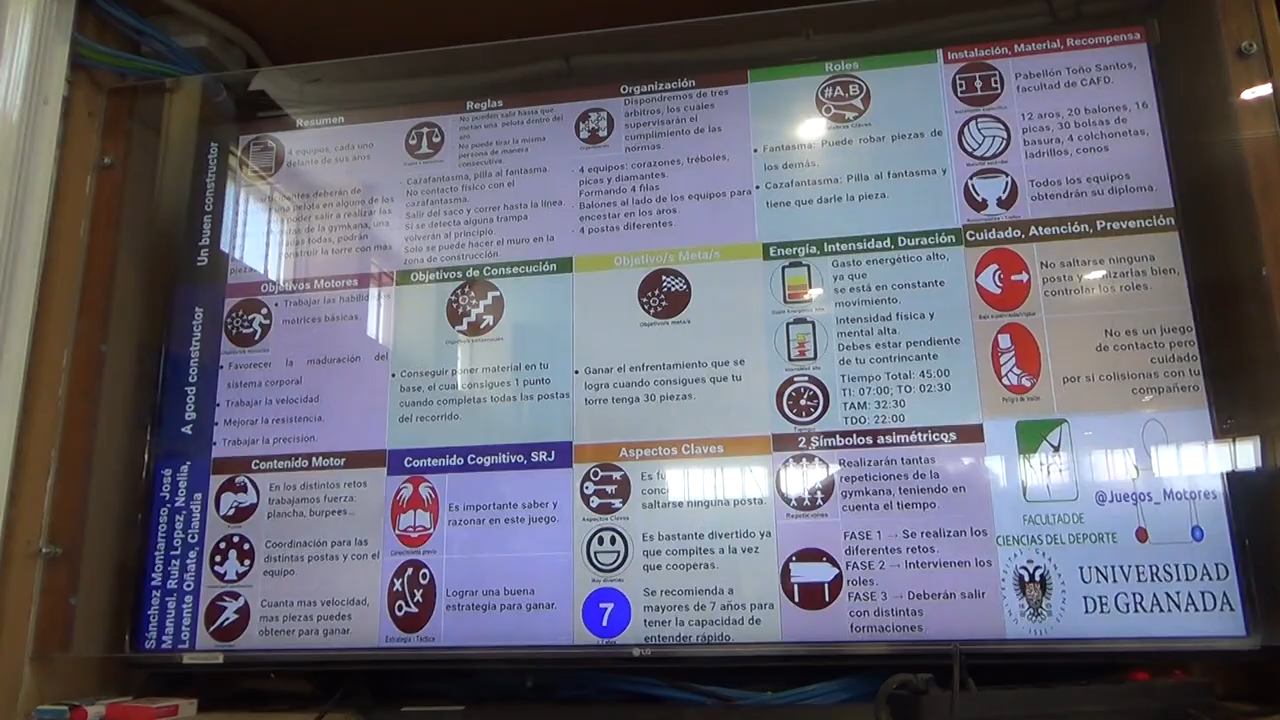 Un buen constructor
A good constructor
Sánchez Montarroso, José
Manuel. Ruiz Lopez, Noelia,
Lorente Oñate, Claudia
Resumen
4 equipos, cada uno
delante de sus aros
deberán de
una pelota en alguno de los
poder salir a realizar las
de la gymkana, una
todas, podrán
construir la torre con más
Reglas
No pueden salir hasta que
metan una pelota dentro del
aro.
No puede tirar la misma
persona de manera
consecutiva.
Cazafantasma, pilla al fantasma.
No contacto físico con el
cazafantasma.
Salir del saco y correr hasta la línea.
Si se detecta alguna trampa
volverán al principio.
Solo se puede hacer el muro en la
zona de construcción.
Organización
Dispondremos de tres
árbitros, los cuales
supervisarán el
cumplimiento de las
normas.
4 equipos: corazones, tréboles,
picas y diamantes.
Formando 4 filas
Balones al lado de los equipos para
encestar en los aros.
4 postas diferentes.
Roles
#A,B
• Fantasma: Puede robar piezas de
los demás.
• Cazafantasma: Pilla al fantasma y
tiene que darle la pieza.
Instalación, Material, Recompensa
Pabellón Toño Santos,
facultad de CAFD.
12 aros, 20 balones, 16
picas, 30 bolsas de
basura, 4 colchonetas,
ladrillos, conos
Todos los equipos
obtendrán su diploma.
Objetivos Motores
• Trabajar las habilidades
motrices básicas.
• Favorecer la maduración del
sistema corporal
• Trabajar la velocidad.
• Mejorar la resistencia.
• Trabajar la precisión.
Objetivos de Consecución
• Conseguir poner material en tu
base, el cual consigues 1 punto
cuando completas todas las postas
del recorrido.
Objetivo/s Meta/s
Objetivo/s meta/s
• Ganar el enfrentamiento que se
logra cuando consigues que tu
torre tenga 30 piezas.
Energía, Intensidad, Duración
Gasto energético alto,
ya que
se está en constante
movimiento.
Intensidad física y
mental alta.
Debes estar pendiente
de tu contrincante
Tiempo
Tiempo Total: 45:00
TI: 07:00; TO: 02:30
TAM: 32:30
TDO: 22:00
Cuidado, Atención, Prevención
No saltarse ninguna
posta y realizarlas bien,
controlar los roles.
Peligro de lesión
No es un juego
de contacto pero
cuidado
por si colisionas con tu
compañero
Contenido Motor
En los distintos retos
trabajamos fuerza:
plancha, burpees...
Coordinación para las
distintas postas y con el
equipo.
Cuanta mas velocidad,
mas piezas puedes
obtener para ganar.
Contenido Cognitivo, SRJ
Conocimiento previo
Es importante saber y
razonar en este juego.
Estrategia - Táctica
Lograr una buena
estrategia para ganar.
Aspectos Claves
Aspectos Claves
Es
saltarse ninguna posta.
Muy divertido
Es bastante divertido ya
que compites a la vez
que cooperas.
7
Se recomienda a
mayores de 7 años para
tener la capacidad de
entender rápido.
2 Símbolos asimétricos
Repeticiones
Realizarán tantas
repeticiones de la
gymkana, teniendo en
cuenta el tiempo.
FASE 1 → Se realizan los
diferentes retos.
FASE 2 → Intervienen los
roles.
FASE 3 → Deberán salir
con distintas
formaciones
FACULTAD DE
CIENCIAS DEL DEPORTE
@Juegos_Motores
UNIVERSIDAD
DE GRANADA
LG